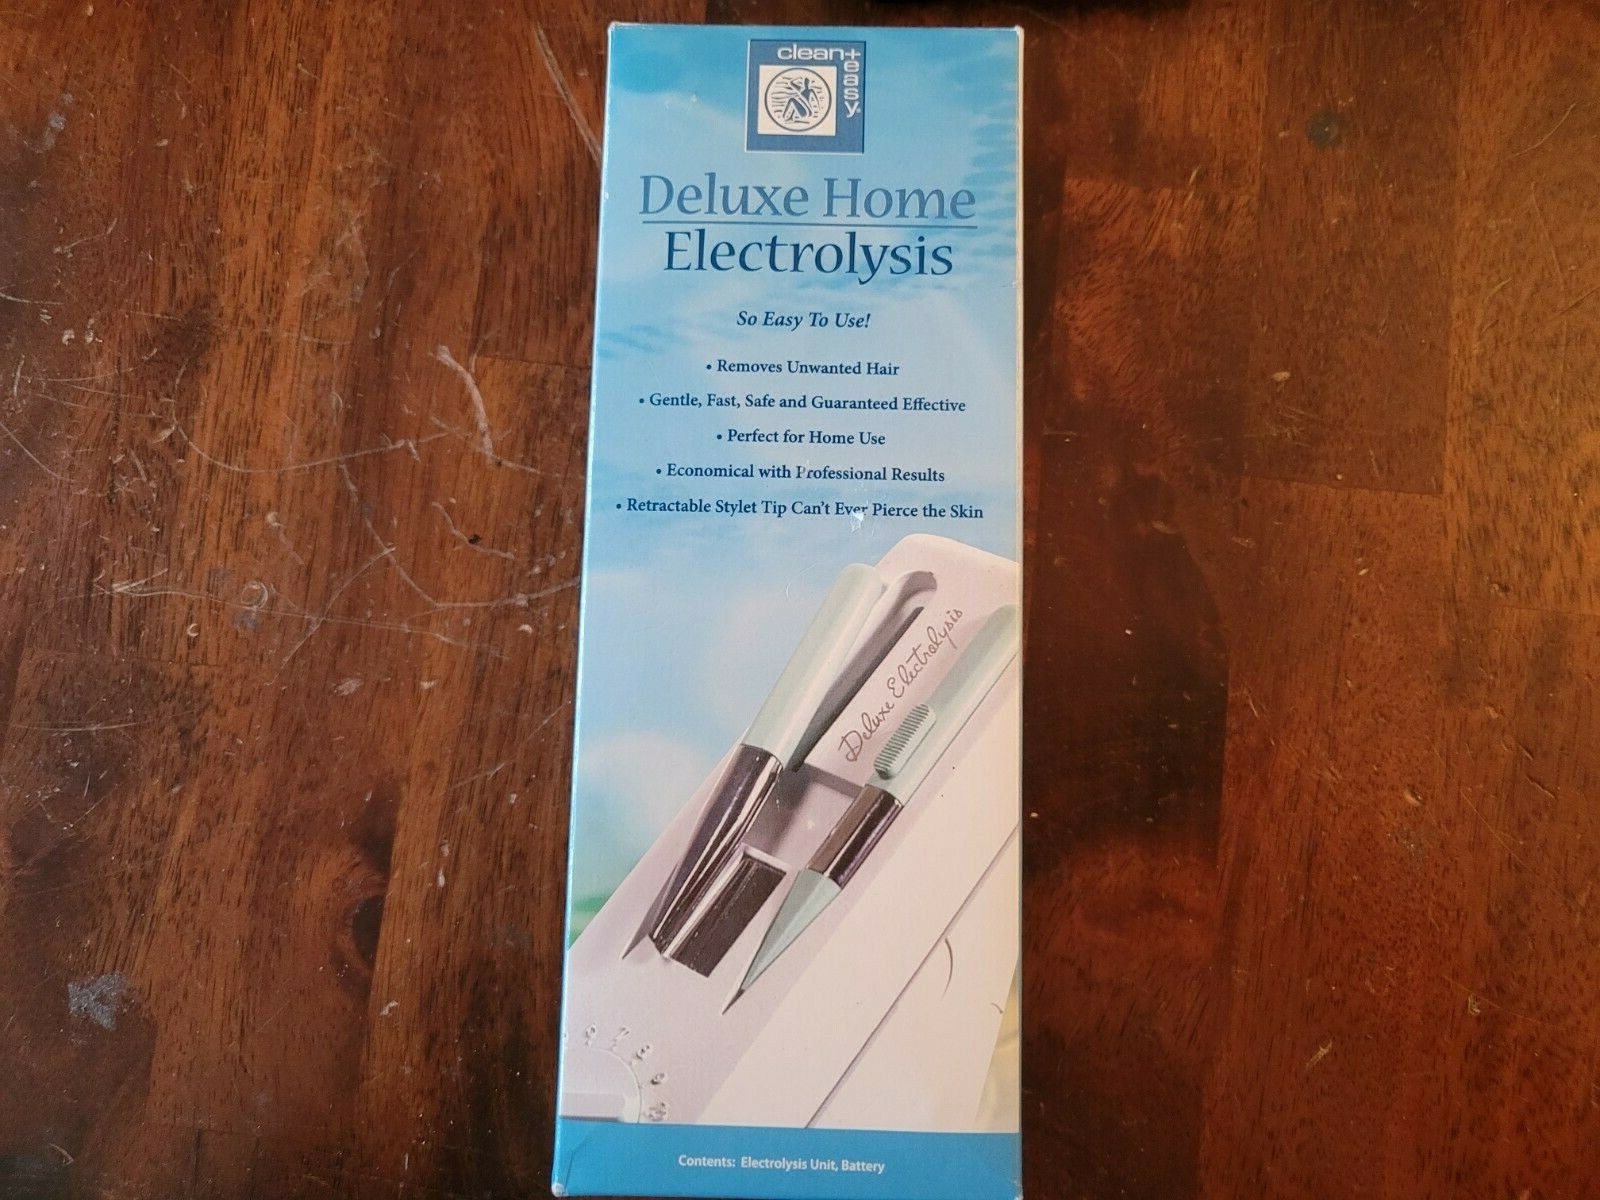 clean+
easy
Deluxe Home
Electrolysis
So Easy To Use!
• Removes Unwanted Hair
• Gentle, Fast, Safe and Guaranteed Effective
• Perfect for Home Use
• Economical with Professional Results
• Retractable Stylet Tip Can't Ever Pierce the Skin
Deluxe Electrolysis
Contents: Electrolysis Unit, Battery